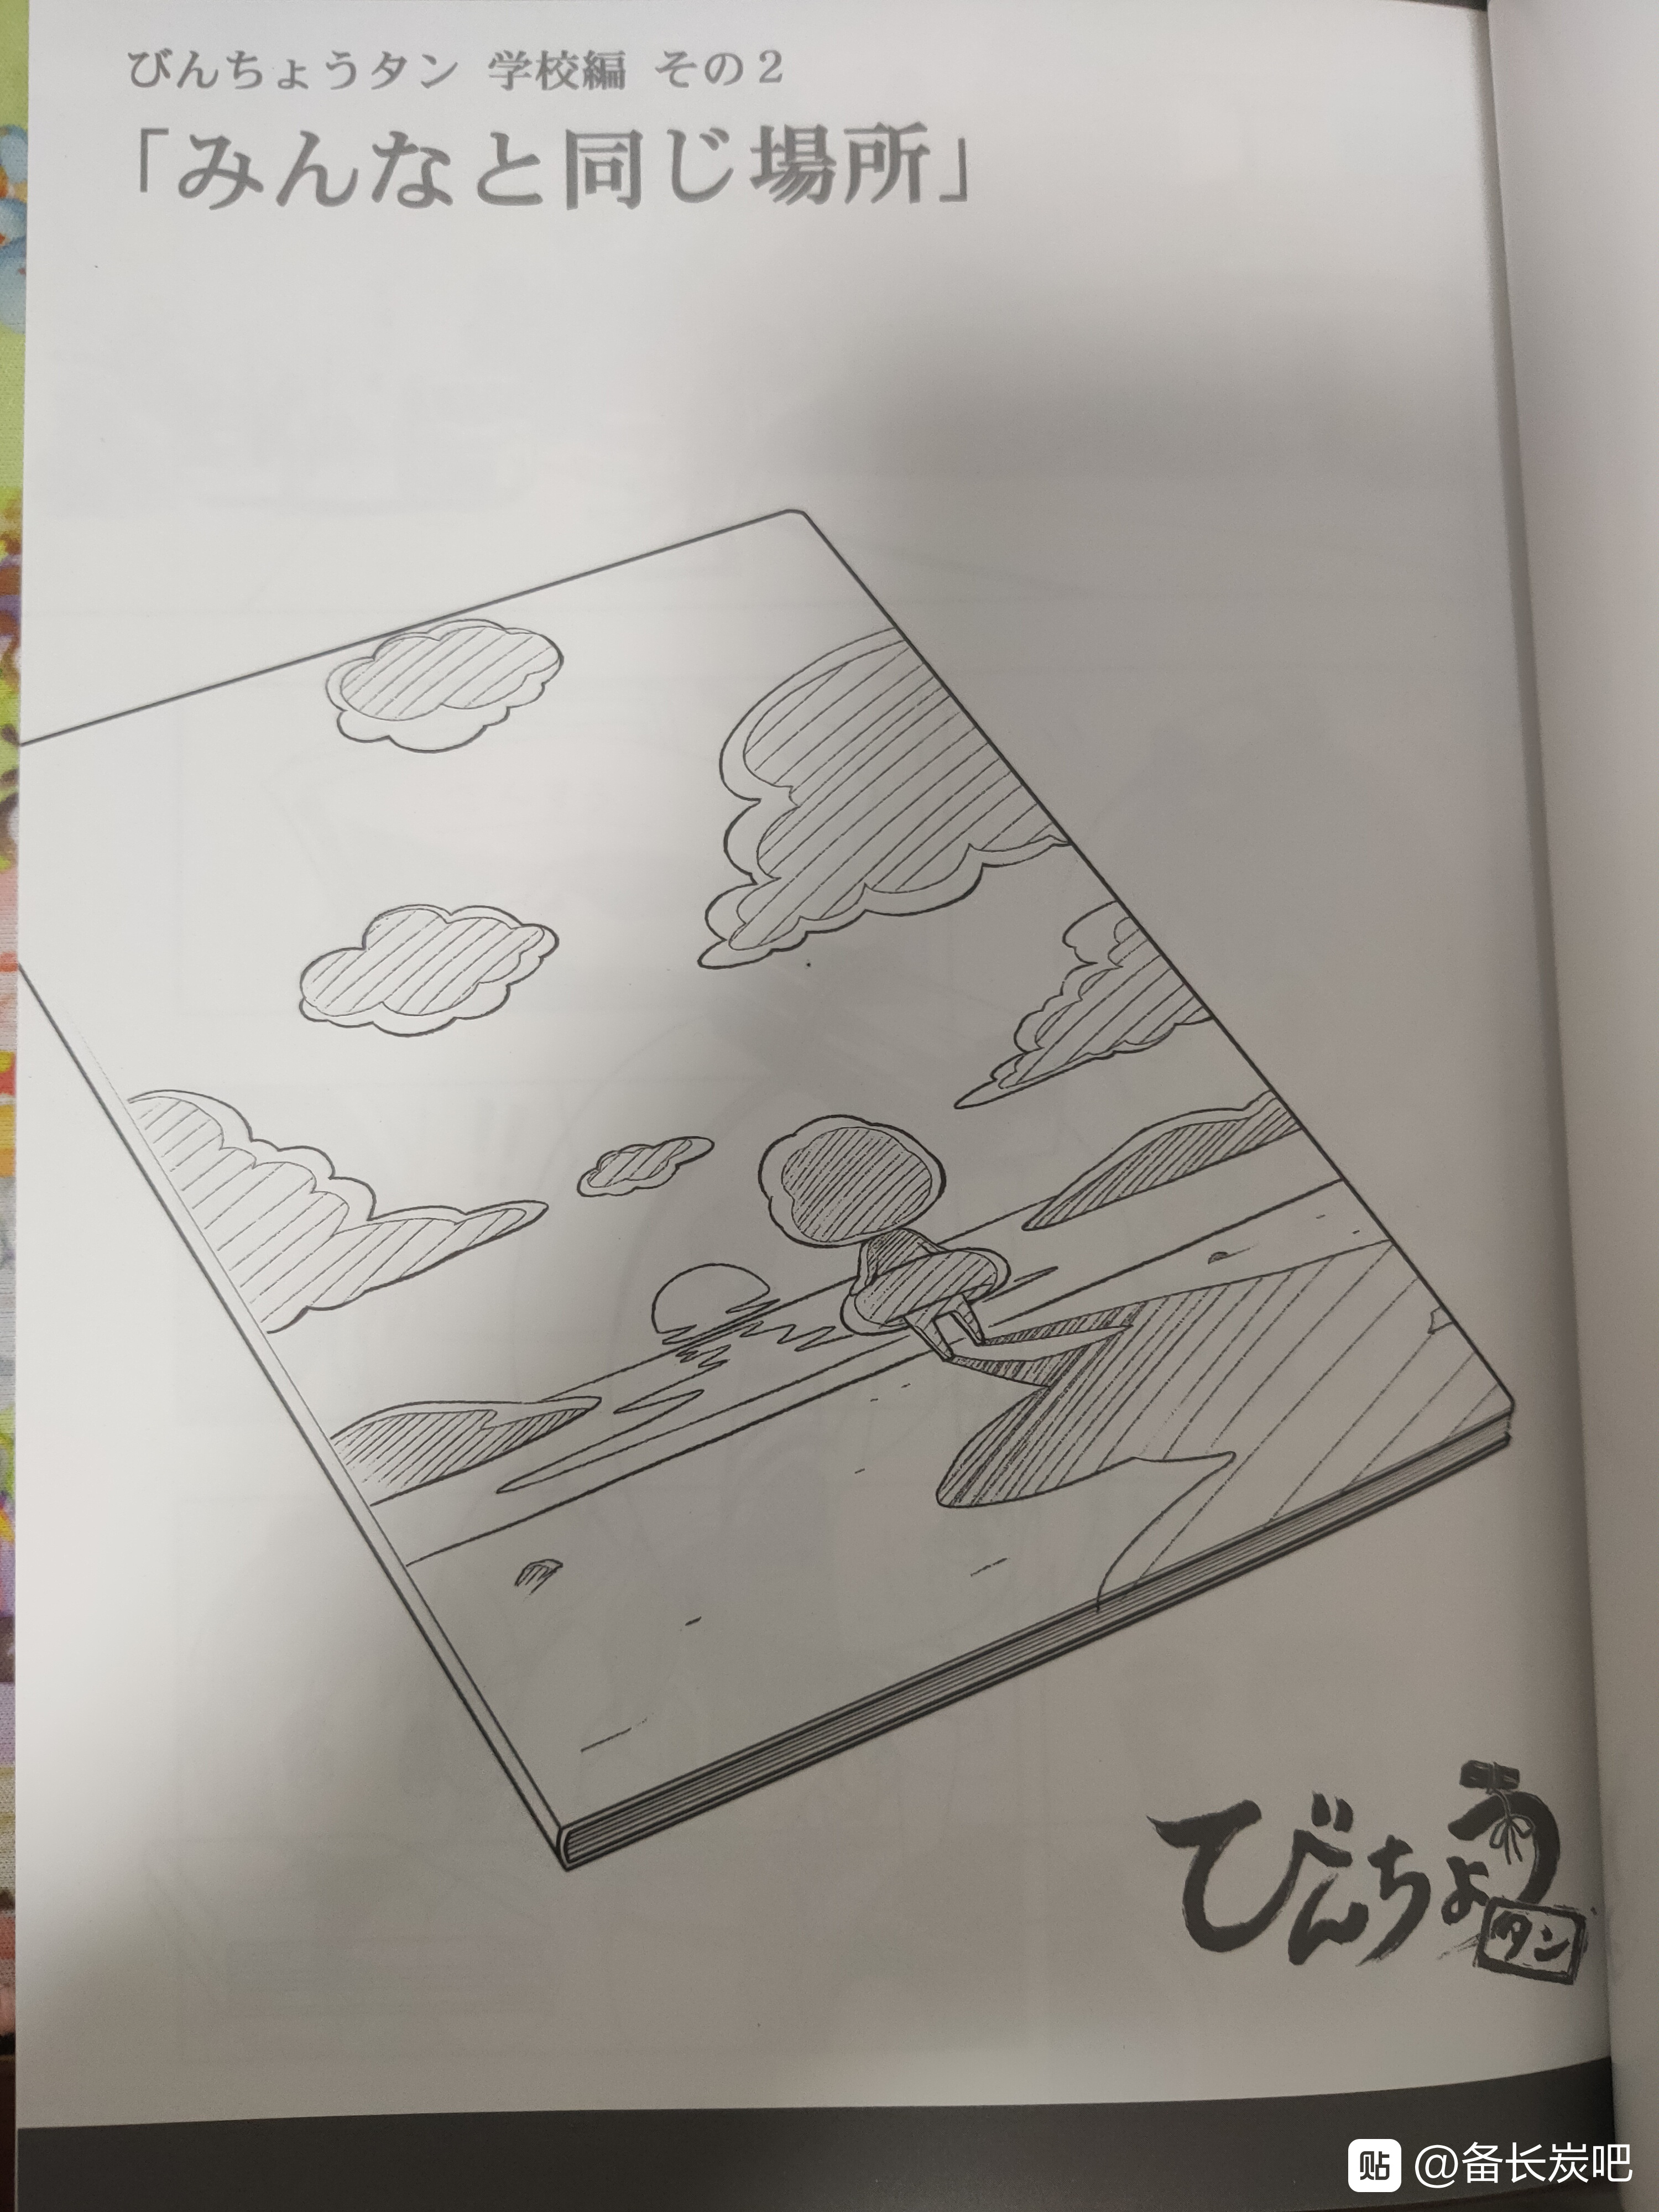 びんちょうタン 学校編 その2
「みんなと同じ場所」
びんちょう
タン
貼 @备长炭吧